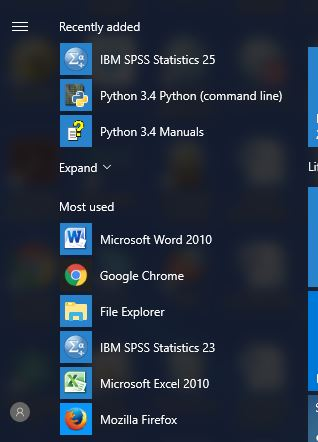 Recently added
IBM SPSS Statistics 25
Python 3.4 Python (command line)
Python 3.4 Manuals
Expand
Most used
Microsoft Word 2010
Google Chrome
File Explorer
IBM SPSS Statistics 23
Microsoft Excel 2010
Mozilla Firefox